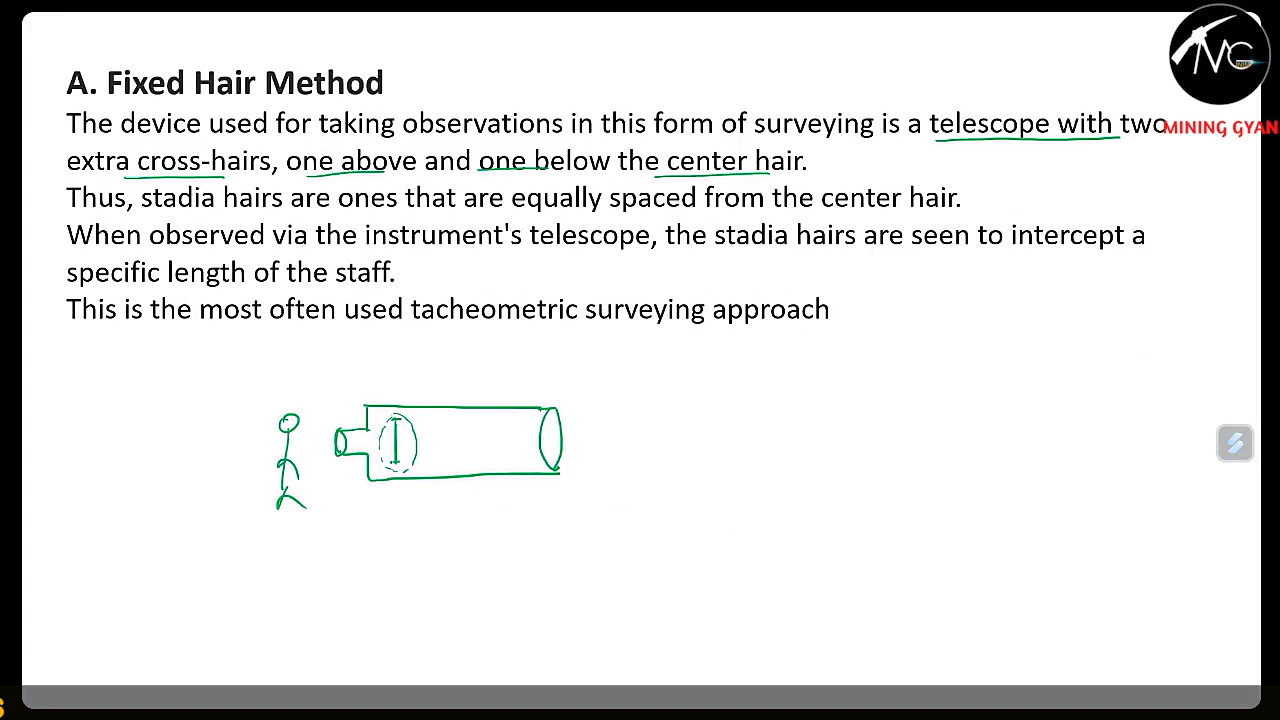 A. Fixed Hair Method
The device used for taking observations in this form of surveying is a telescope with two
extra cross-hairs, one above and one below the center hair.
Thus, stadia hairs are ones that are equally spaced from the center hair.
When observed via the instrument's telescope, the stadia hairs are seen to intercept a
specific length of the staff.
This is the most often used tacheometric surveying approach
MG
MINING GYAN